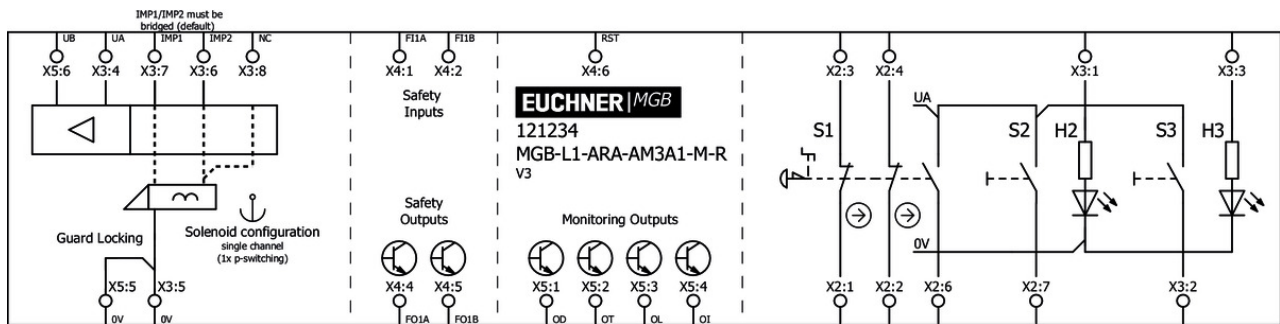 IMP1/IMP2 must be
bridged (default)
UB UA IMP1 IMP2 NC FI1A FI1B RST
X5:6 X3:4 X3:7 X3:6 X3:8 X4:1 X4:2 X4:6 X2:3 X2:4 X3:1 X3:3
Safety
Inputs
EUCHNER MGB
121234
MGB-L1-ARA-AM3A1-M-R
V3
UA
S1 S2 H2 S3 H3
Safety
Outputs
Monitoring Outputs
Guard Locking
Solenoid configuration
single channel
(1x p-switching)
0V
X5:5 X3:5 X4:4 X4:5 X5:1 X5:2 X5:3 X5:4 X2:1 X2:2 X2:6 X2:7 X3:2
0V 0V FO1A FO1B OD OT OL OI